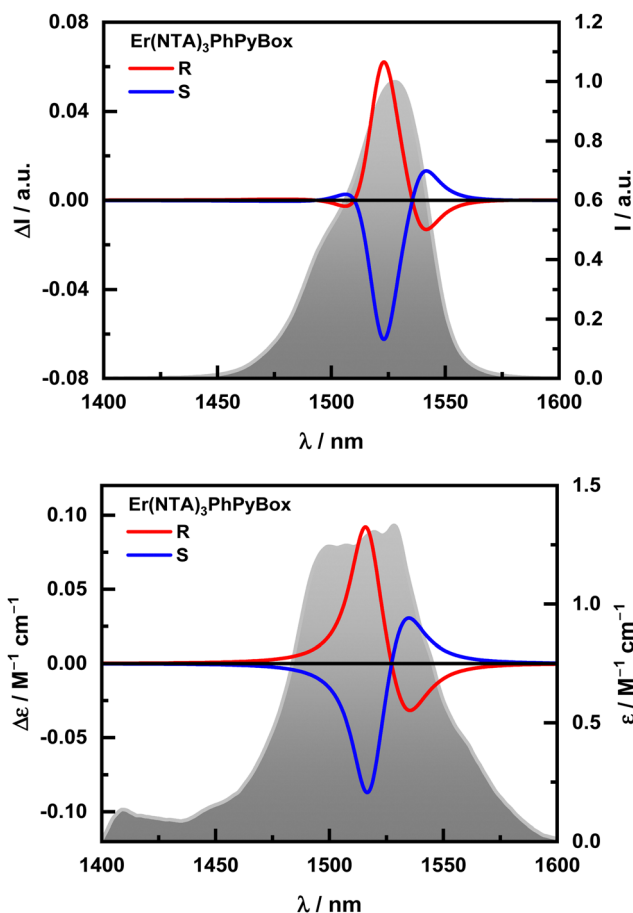 Er(NTA)₃PhPyBox
R
S
ΔI / a.u.
0.08
0.04
0.00
-0.04
-0.08
I / a.u.
1.2
1.0
0.8
0.6
0.4
0.2
0.0
1400 1450 1500 1550 1600
λ / nm
Er(NTA)₃PhPyBox
R
S
Δε / M⁻¹ cm⁻¹
0.10
0.05
0.00
-0.05
-0.10
ε / M⁻¹ cm⁻¹
1.5
1.0
0.5
0.0
1400 1450 1500 1550 1600
λ / nm